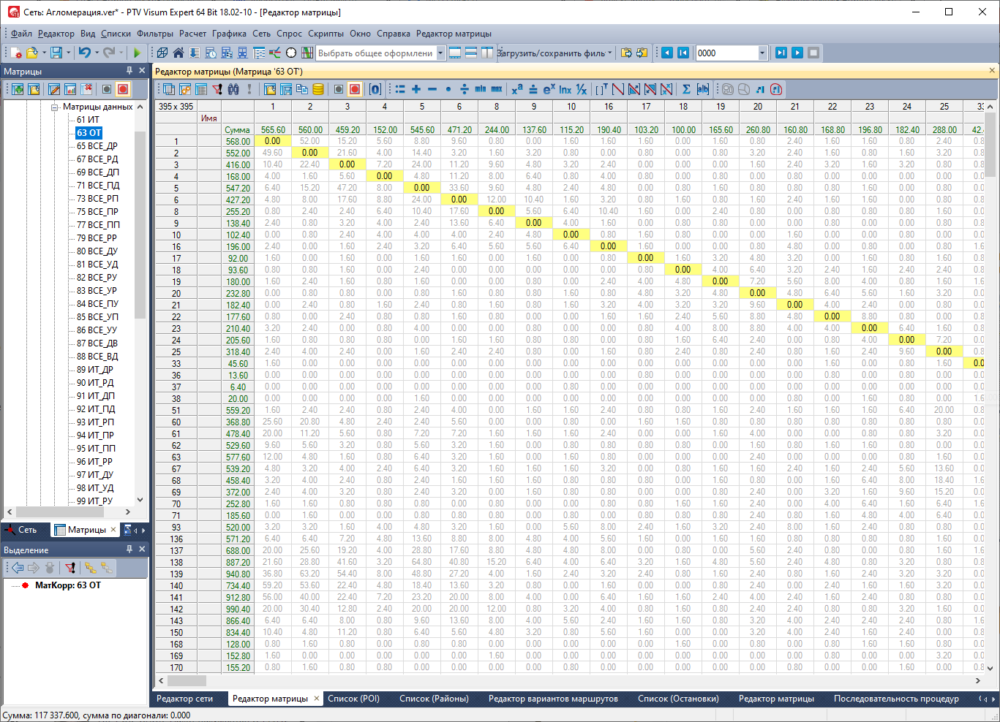 Сеть: Агломерация.ver* - PTV Visum Expert 64 Bit 18.02-10 - [Редактор матрицы]
Файл Редактор Вид Списки Фильтры Расчет Графика Сеть Спрос Скрипты Окно Справка Редактор матрицы
Выбрать общее оформлени Загрузить/сохранить филь 0000
Матрицы
Матрицы данных
61 ИТ
63 ОТ
65 ВСЕ_ДР
67 ВСЕ_РД
69 ВСЕ_ДП
71 ВСЕ_ПД
73 ВСЕ_РП
75 ВСЕ_ПР
77 ВСЕ_ПП
79 ВСЕ_РР
80 ВСЕ_ДУ
81 ВСЕ_УД
82 ВСЕ_РУ
83 ВСЕ_УР
84 ВСЕ_ПУ
85 ВСЕ_УП
86 ВСЕ_УУ
87 ВСЕ_ДВ
88 ВСЕ_ВД
89 ИТ_ДР
90 ИТ_РД
91 ИТ_ДП
92 ИТ_ПД
93 ИТ_РП
94 ИТ_ПР
95 ИТ_ПП
96 ИТ_РР
97 ИТ_ДУ
98 ИТ_УД
99 ИТ_РУ
Сеть Матрицы
Выделение
МатКорр: 63 ОТ
Редактор матрицы (Матрица '63 ОТ')
395 x 395 1 2 3 4 5 6 8 9 10 16 17 18 19 20 21 22 23 24 25 33
Имя
Сумма 565.60 560.00 459.20 152.00 545.60 471.20 244.00 137.60 115.20 190.40 103.20 100.00 165.60 260.80 160.80 168.80 196.80 182.40 288.00 42.
1 568.00 0.00 52.00 15.20 5.60 8.80 9.60 0.80 0.00 1.60 1.60 1.60 0.00 1.60 0.80 2.40 1.60 1.60 0.80 2.40 0.8
2 552.00 49.60 0.00 21.60 4.00 14.40 3.20 1.60 3.20 0.80 0.00 0.80 0.00 0.80 3.20 2.40 1.60 0.80 1.60 3.20 0.8
3 416.00 10.40 22.40 0.00 7.20 24.00 11.20 9.60 4.80 3.20 2.40 0.00 0.00 0.00 1.60 2.40 3.20 1.60 3.20 0.80 0.0
4 168.00 4.00 1.60 5.60 0.00 4.80 11.20 8.00 6.40 0.80 4.00 0.80 0.00 0.00 0.00 0.80 0.00 0.00 0.00 0.80 0.0
5 547.20 6.40 15.20 47.20 8.00 0.00 33.60 9.60 4.80 2.40 4.80 0.00 0.80 1.60 0.80 0.80 0.80 0.80 0.00 0.80 0.0
6 427.20 4.80 8.00 17.60 8.80 24.00 0.00 12.00 10.40 1.60 3.20 0.80 1.60 0.80 1.60 2.40 1.60 1.60 0.00 0.80 0.0
8 255.20 0.80 2.40 2.40 6.40 10.40 17.60 0.00 5.60 6.40 10.40 1.60 0.00 2.40 0.80 0.80 0.00 0.00 0.00 1.60 0.0
9 138.40 2.40 0.80 3.20 4.00 2.40 13.60 6.40 0.00 4.00 1.60 0.00 0.80 0.80 0.00 0.00 0.00 0.00 0.00 0.80 0.0
10 102.40 0.00 0.80 2.40 4.00 4.00 4.00 2.40 4.80 0.00 0.80 1.60 0.80 0.00 0.00 1.60 0.00 0.00 0.00 0.00 0.0
16 196.00 2.40 0.00 1.60 2.40 3.20 6.40 5.60 5.60 6.40 0.00 1.60 0.00 0.00 0.80 4.80 0.00 0.00 0.80 0.80 1.6
17 92.00 1.60 0.00 1.60 0.00 1.60 1.60 0.00 1.60 0.00 0.80 0.00 1.60 3.20 4.80 3.20 0.00 1.60 0.80 1.60 0.8
18 93.60 0.80 0.80 1.60 0.00 0.00 0.80 0.00 0.00 0.00 0.80 0.80 0.00 4.00 6.40 3.20 2.40 1.60 2.40 2.40 0.8
19 180.00 1.60 2.40 1.60 0.80 1.60 0.00 0.00 0.00 0.00 2.40 4.00 4.80 0.00 7.20 5.60 8.00 4.00 0.80 1.60 1.6
20 232.80 0.00 0.80 0.80 0.00 0.00 1.60 0.80 0.80 1.60 0.80 4.80 3.20 4.80 0.00 4.80 6.40 5.60 1.60 3.20 0.0
21 182.40 0.00 2.40 0.80 1.60 2.40 0.80 1.60 0.80 1.60 3.20 4.00 3.20 3.20 9.60 0.00 4.00 2.40 0.00 0.00 0.0
22 177.60 0.80 0.00 2.40 0.80 0.80 1.60 0.80 0.00 0.00 1.60 1.60 2.40 5.60 8.80 4.80 0.00 8.80 0.80 0.80 0.0
23 210.40 3.20 2.40 0.00 0.80 4.00 0.00 0.80 0.80 0.80 0.80 0.80 4.00 8.00 8.80 4.00 4.00 0.00 6.40 1.60 0.0
24 205.60 1.60 0.80 0.80 0.80 0.00 1.60 1.60 0.00 0.00 0.80 0.80 1.60 6.40 2.40 0.00 0.80 4.00 0.00 7.20 0.0
25 318.40 2.40 4.00 2.40 0.00 1.60 2.40 2.40 0.80 0.00 1.60 0.80 2.40 0.80 2.40 0.80 1.60 2.40 9.60 0.00 0.8
33 45.60 1.60 0.00 0.00 0.00 0.00 0.00 0.00 0.00 0.00 0.00 0.00 0.00 0.80 0.80 0.80 1.60 0.00 0.80 1.60 0.0
36 13.60 0.00 0.00 0.00 0.00 0.00 0.00 0.00 0.00 0.00 0.00 0.00 0.00 0.00 0.00 0.00 0.80 0.00 0.00 0.00 0.0
37 6.40 0.00 0.00 0.00 0.00 0.00 0.00 0.00 0.00 0.00 0.00 0.00 0.00 0.00 0.00 0.00 0.00 0.00 0.00 0.00 0.0
38 20.00 0.00 0.00 0.00 0.00 1.60 0.00 0.00 0.00 0.00 0.00 0.00 0.00 0.00 0.00 0.80 0.00 1.60 0.80 0.00 1.6
51 559.20 1.60 2.40 2.40 0.80 2.40 4.00 0.00 1.60 1.60 2.40 0.80 0.80 1.60 2.40 1.60 1.60 1.60 6.40 20.00 0.8
60 368.80 25.60 20.80 4.80 2.40 2.40 5.60 0.00 0.00 0.80 0.00 1.60 1.60 0.80 0.80 0.80 0.80 0.80 0.80 0.80 0.0
61 478.40 20.00 11.20 5.60 0.80 7.20 7.20 1.60 1.60 1.60 2.40 0.00 0.00 1.60 4.00 0.00 0.80 0.80 0.80 3.20 0.0
62 529.60 9.60 5.60 3.20 0.80 5.60 3.20 1.60 0.00 0.80 0.00 0.00 0.00 0.00 0.80 0.00 0.80 0.00 0.00 0.00 0.0
63 577.60 12.00 4.80 1.60 0.80 6.40 3.20 1.60 0.00 0.00 0.80 0.80 0.00 0.00 2.40 0.00 0.00 0.80 0.80 1.60 0.0
67 539.20 4.80 3.20 4.00 2.40 6.40 3.20 1.60 1.60 1.60 3.20 0.00 0.00 1.60 1.60 2.40 1.60 2.40 5.60 13.60 0.0
68 458.40 3.20 4.00 2.40 0.80 2.40 1.60 1.60 1.60 0.00 0.80 0.80 0.00 1.60 0.80 0.00 1.60 6.40 8.00 18.40 1.6
69 372.00 2.40 4.00 3.20 0.80 2.40 3.20 0.00 1.60 0.00 0.80 0.80 0.80 0.80 2.40 0.00 3.20 1.60 9.60 15.20 0.0
70 252.80 1.60 1.60 0.80 0.80 0.80 0.00 0.00 0.00 0.80 0.80 0.80 1.60 1.60 2.40 0.00 4.00 6.40 1.60 6.40 1.6
71 185.60 0.00 1.60 0.00 0.00 0.80 0.80 0.80 0.00 0.00 0.00 0.00 0.80 0.80 0.80 1.60 4.80 4.00 4.00 6.40 0.0
93 520.00 3.20 3.20 1.60 4.00 4.80 3.20 1.60 0.00 5.60 8.00 2.40 1.60 3.20 2.40 4.00 0.80 2.40 0.80 0.80 0.0
136 571.20 6.40 6.40 7.20 4.80 13.60 8.80 8.00 4.80 4.00 5.60 1.60 0.00 1.60 1.60 0.80 0.80 0.80 0.80 1.60 0.0
137 688.00 20.00 25.60 19.20 4.00 28.80 17.60 8.80 4.80 4.80 8.00 0.00 0.80 0.00 5.60 2.40 0.80 0.00 0.80 1.60 1.6
138 887.20 21.60 28.80 41.60 3.20 64.80 40.80 15.20 6.40 4.00 6.40 3.20 1.60 4.80 5.60 2.40 4.80 0.80 3.20 0.80 0.8
139 940.80 36.80 63.20 54.40 8.00 48.80 27.20 4.00 1.60 2.40 3.20 2.40 0.80 1.60 2.40 0.80 1.60 2.40 3.20 3.20 0.0
140 734.40 59.20 53.60 22.40 4.80 18.40 13.60 3.20 0.80 0.00 1.60 0.00 0.00 0.80 2.40 0.00 2.40 1.60 1.60 3.20 0.0
141 912.80 56.00 40.00 22.40 7.20 23.20 20.00 8.00 4.00 0.00 6.40 1.60 1.60 2.40 4.00 2.40 1.60 2.40 0.80 0.80 0.0
142 990.40 20.00 30.40 12.80 2.40 20.00 20.00 12.00 0.80 3.20 4.00 0.80 1.60 0.00 2.40 0.80 0.80 0.80 3.20 1.60 0.0
143 866.40 6.40 6.40 8.00 0.80 9.60 13.60 8.00 4.00 5.60 2.40 1.60 1.60 0.80 3.20 4.00 2.40 2.40 2.40 0.80 1.6
150 834.40 10.40 4.80 11.20 0.80 6.40 5.60 4.80 3.20 0.80 5.60 1.60 0.00 0.00 3.20 4.00 2.40 1.60 2.40 0.00 0.0
168 128.00 0.80 1.60 0.80 0.00 0.80 0.80 0.00 0.00 0.00 0.00 0.00 1.60 0.00 0.80 0.00 0.00 0.80 0.00 0.00 0.0
169 152.80 1.60 0.00 0.00 0.00 0.00 0.00 1.60 0.00 0.00 0.00 0.00 0.00 0.00 0.00 0.00 0.00 0.00 0.00 3.20 0.0
170 155.20 0.80 1.60 0.80 0.80 0.00 0.00 0.00 0.00 0.80 0.00 0.00 0.00 0.00 0.80 0.00 0.00 0.00 1.60 0.00 0.8
Редактор сети Редактор матрицы Список (POI) Список (Районы) Редактор вариантов маршрутов Список (Остановки) Редактор матрицы Последовательность процедур
Сумма: 117 337.600, сумма по диагонали: 0.000